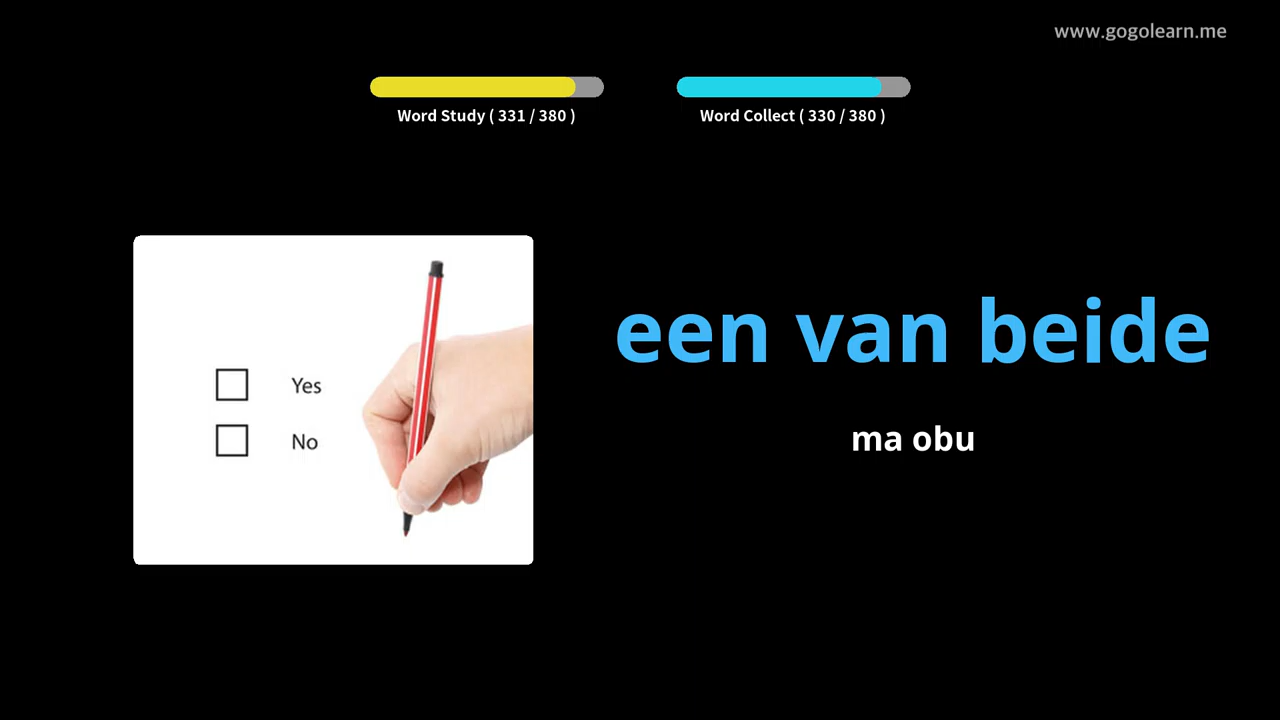 www.gogolearn.me
Word Study ( 331 / 380 )
Word Collect ( 330 / 380 )
Yes
No
een van beide
ma obu